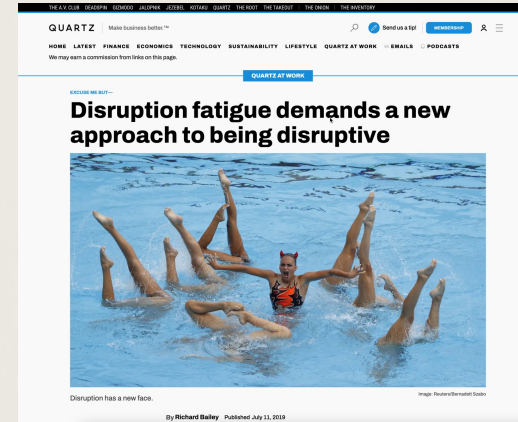 THE A.V. CLUB DEADSPIN GIZMODO JALOPNIK JEZEBEL KOTAKU QUARTZ THE ROOT THE TAKEOUT | THE ONION | THE INVENTORY
QUARTZ Make business better.™ Send us a tip! MEMBERSHIP
HOME LATEST FINANCE ECONOMICS TECHNOLOGY SUSTAINABILITY LIFESTYLE QUARTZ AT WORK EMAILS PODCASTS
We may earn a commission from links on this page.
QUARTZ AT WORK
EXCUSE ME BUT—
Disruption fatigue demands a new
approach to being disruptive
Disruption has a new face.
Image: Reuters/Bernadett Szabo
By Richard Bailey Published July 11, 2019